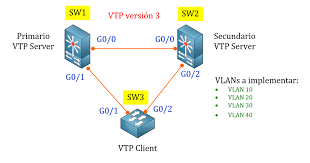 SW1
VTP versión 3
SW2
Primario
VTP Server
G0/0
G0/0
Secundario
VTP Server
G0/1
G0/2
VLANs a implementar:
• VLAN 10
• VLAN 20
• VLAN 30
• VLAN 40
SW3
G0/1
G0/2
VTP Client